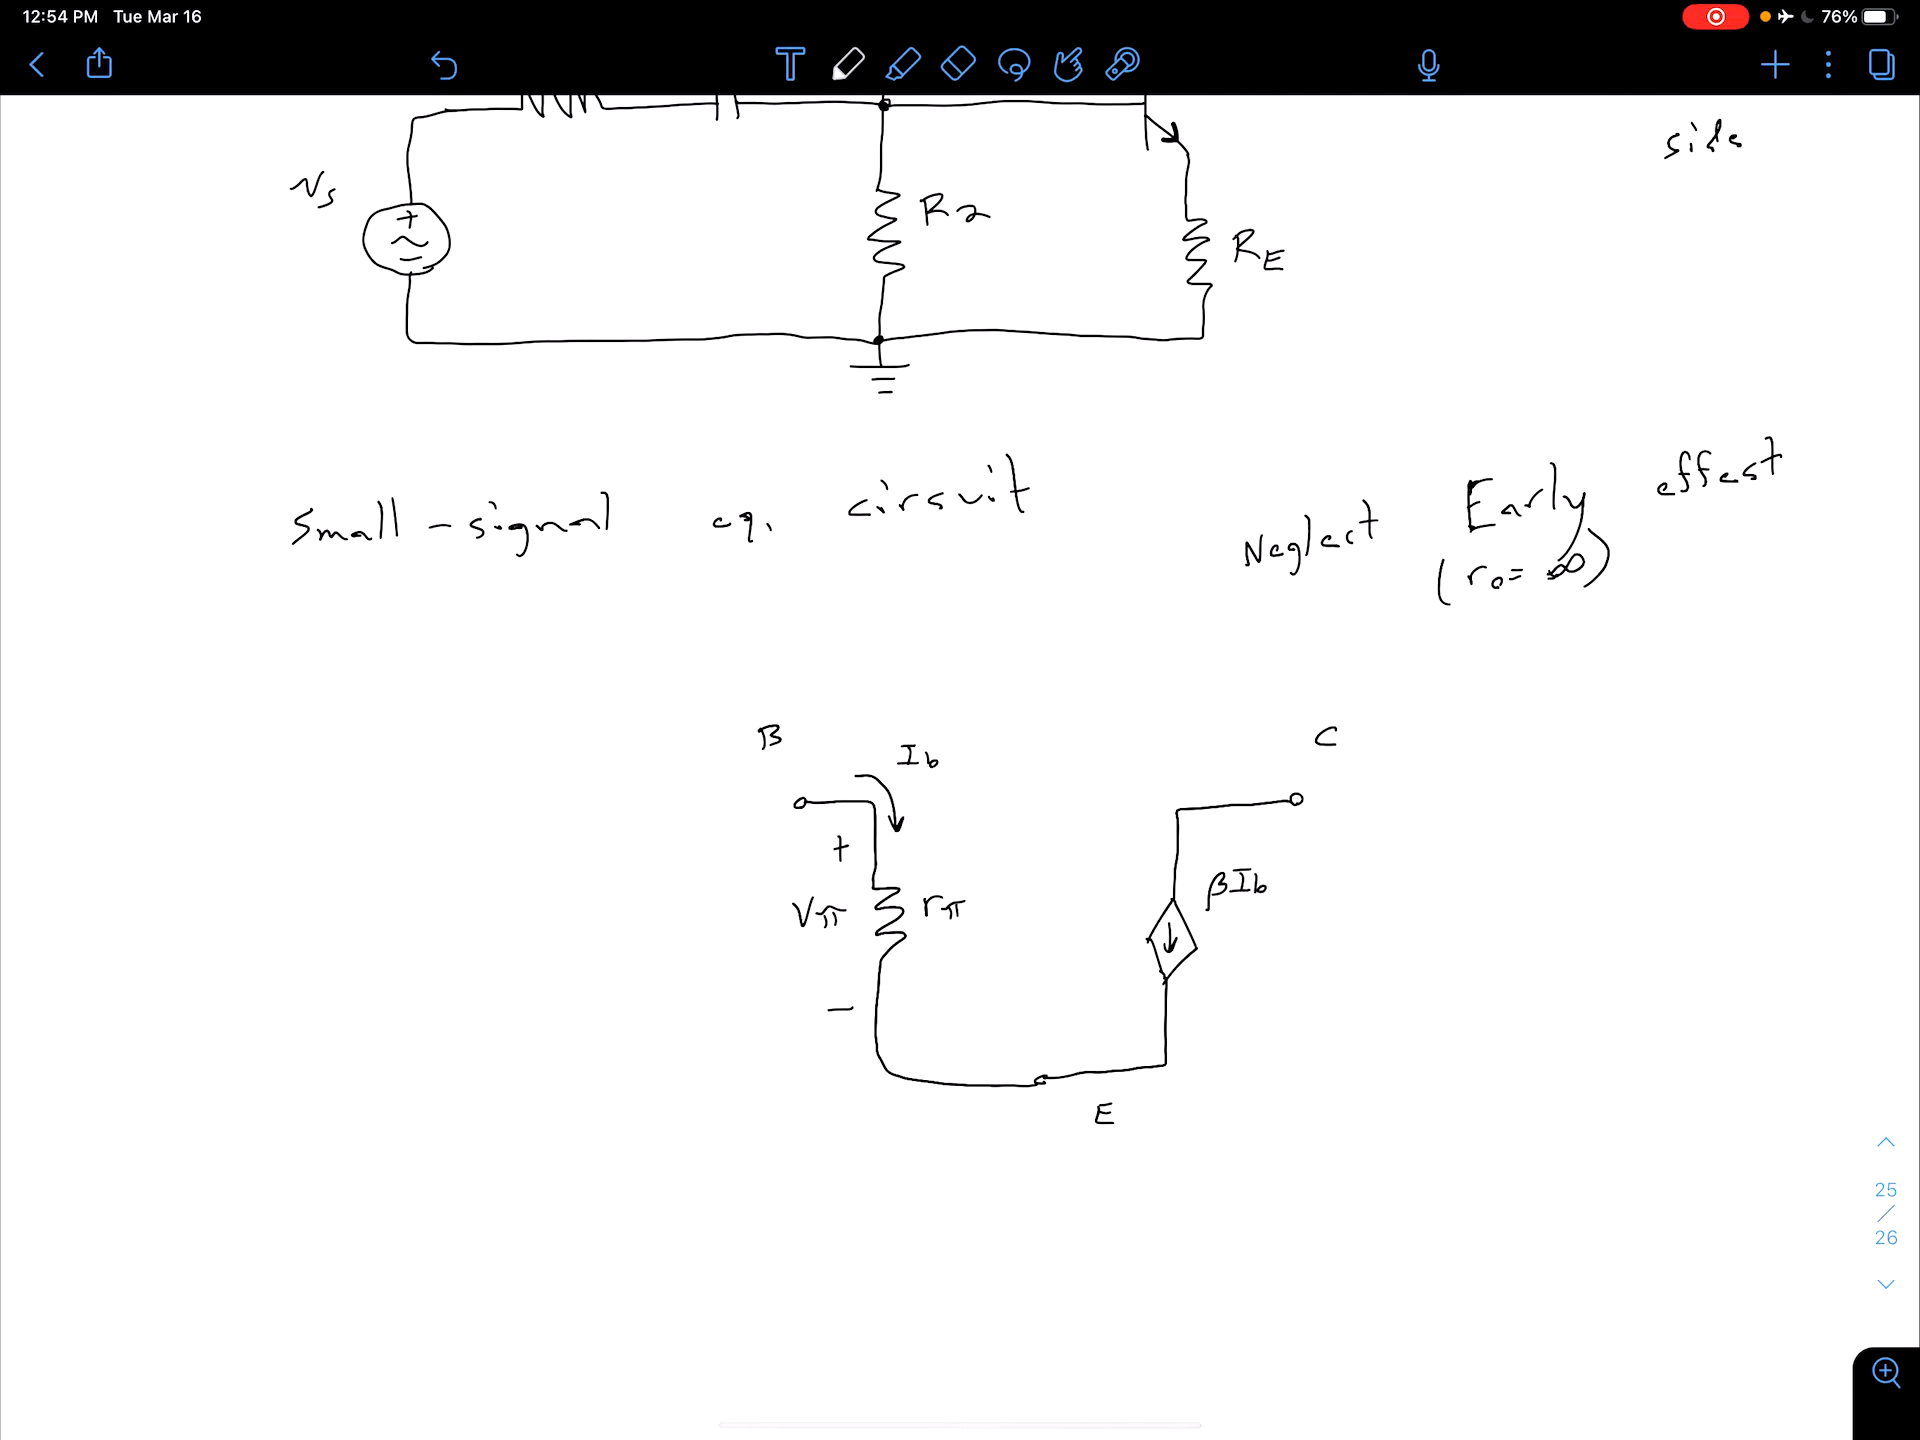 12:54 PM Tue Mar 16
76%
T
side
Vs
+
R2
RE
Small-signal eq. circuit
Neglect Early effect
(ro= ∞)
B
Ib
C
+
Vπ
rπ
βIb
−
E
25
/
26